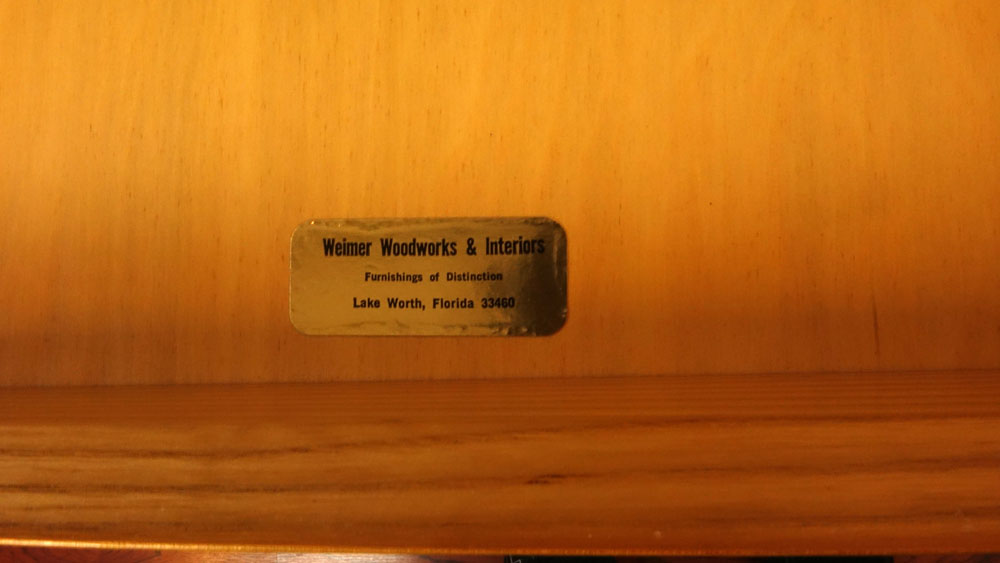 Weimer Woodworks & Interiors
Furnishings of Distinction
Lake Worth, Florida 33460